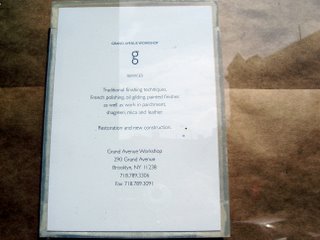 GRAND AVENUE WORKSHOP
g
SERVICES
Traditional finishing techniques,
French polishing, oil gilding, painted finishes
as well as work in parchment,
shagreen, mica and leather.
Restoration and new construction.
Grand Avenue Workshop
290 Grand Avenue
Brooklyn, NY 11238
718.789.3306
Fax 718.789.3091